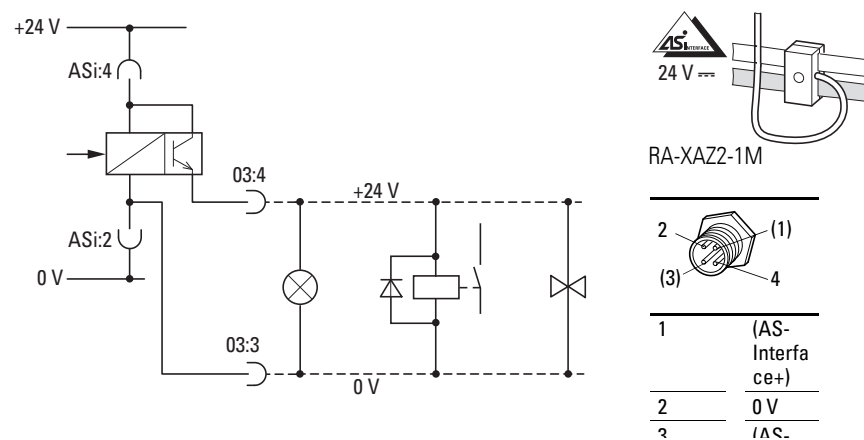 +24 V
ASi:4
03:4
+24 V
ASi:2
0 V
03:3
0 V
ASi
INTERFACE
24 V
RA-XAZ2-1M
2
(1)
(3)
4
1 (AS-
Interfa
ce+)
2 0 V
3 (AS-